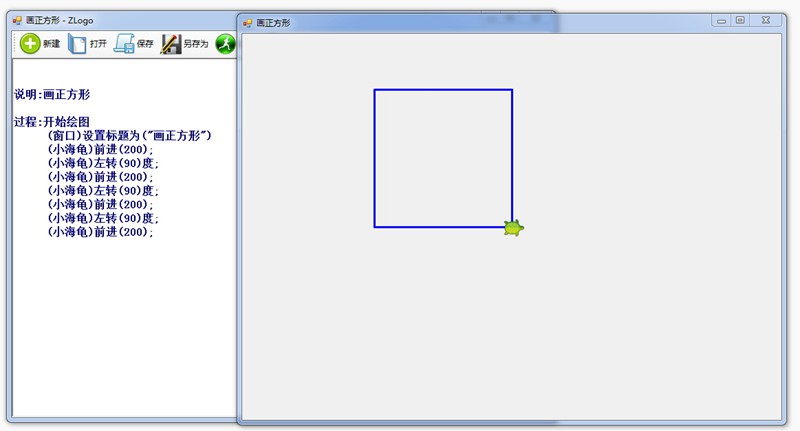 画正方形 - ZLogo
新建 打开 保存 另存为
说明:画正方形
过程:开始绘图
(窗口)设置标题为("画正方形")
(小海龟)前进(200);
(小海龟)左转(90)度;
(小海龟)前进(200);
(小海龟)左转(90)度;
(小海龟)前进(200);
(小海龟)左转(90)度;
(小海龟)前进(200);
画正方形